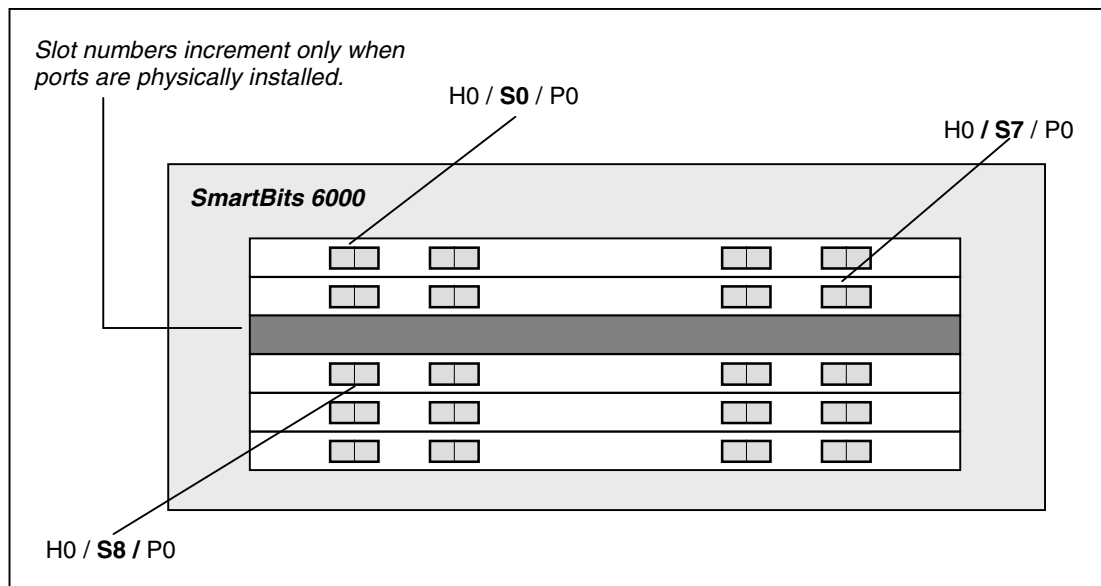 Slot numbers increment only when
ports are physically installed.
H0 / S0 / P0
H0 / S7 / P0
SmartBits 6000
H0 / S8 / P0